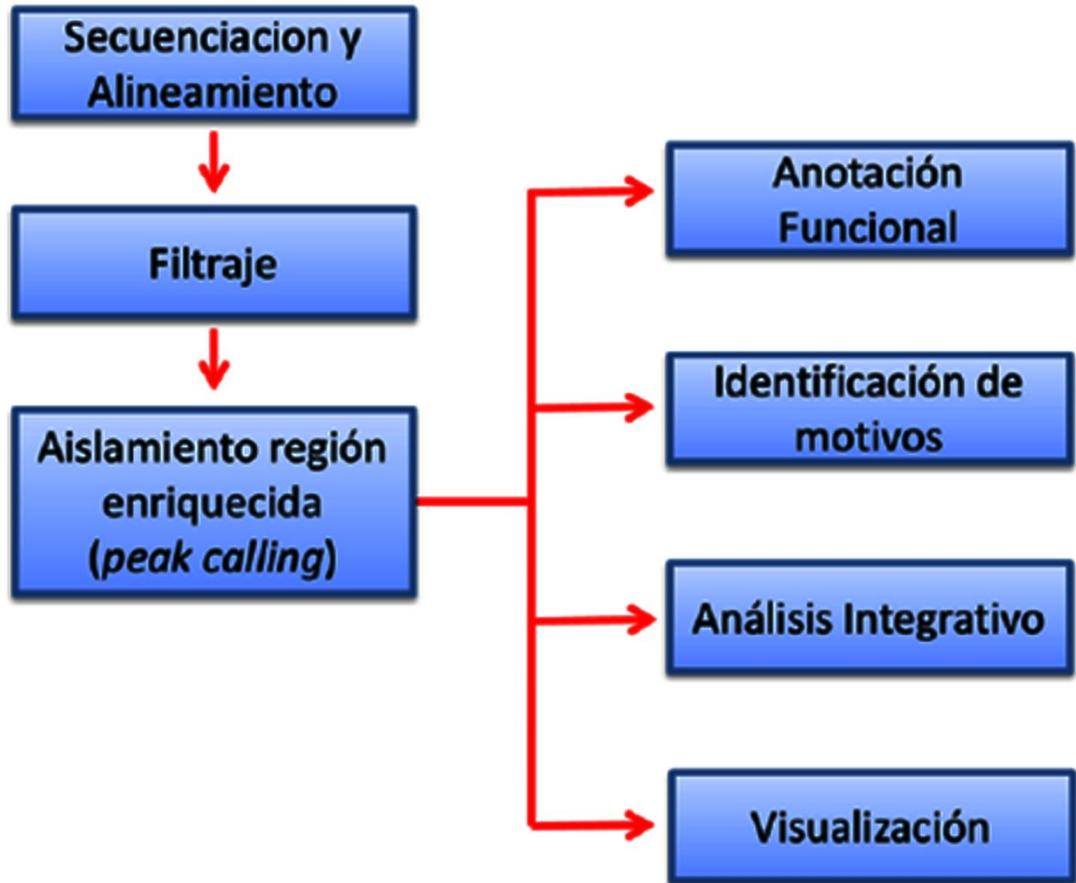 Secuenciacion y
Alineamiento
Filtraje
Aislamiento región
enriquecida
(peak calling)
Anotación
Funcional
Identificación de
motivos
Análisis Integrativo
Visualización